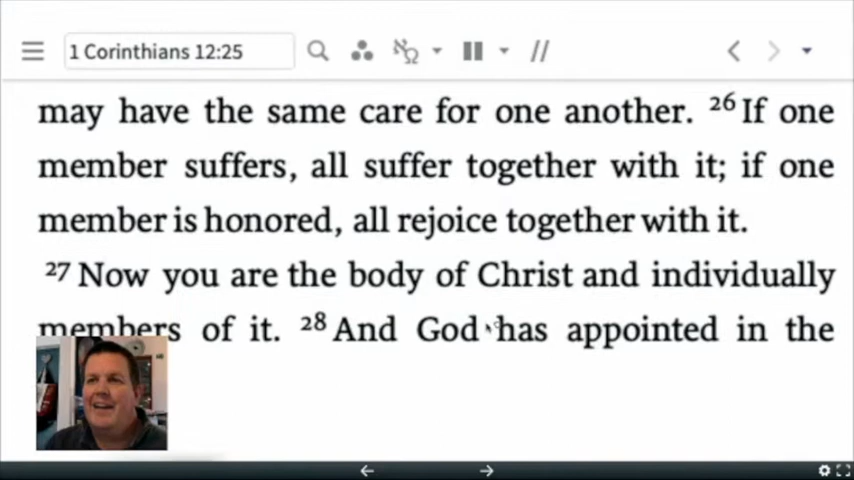 1 Corinthians 12:25
may have the same care for one another. 26 If one
member suffers, all suffer together with it; if one
member is honored, all rejoice together with it.
27 Now you are the body of Christ and individually
members of it. 28 And God has appointed in the